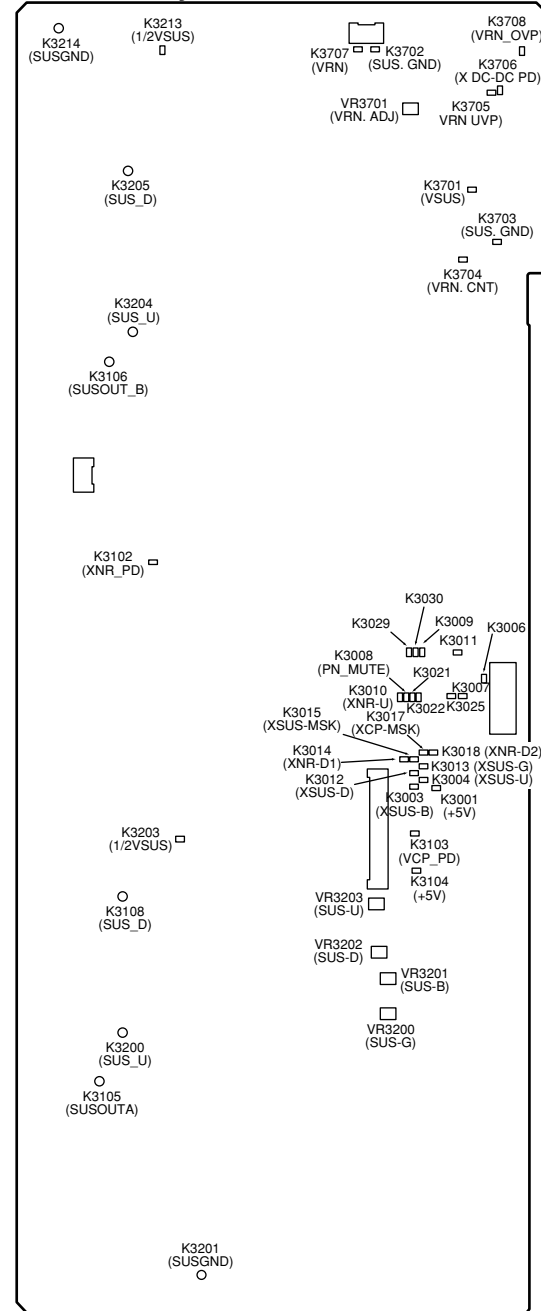 K3213
(1/2VSUS)
K3214
(SUSGND)
K3708
(VRN_OVP)
K3707
(VRN)
K3702
(SUS. GND)
K3706
(X DC-DC PD)
VR3701
(VRN. ADJ)
K3705
VRN UVP)
K3205
(SUS_D)
K3701
(VSUS)
K3703
(SUS. GND)
K3704
(VRN. CNT)
K3204
(SUS_U)
K3106
(SUSOUT_B)
K3102
(XNR_PD)
K3030
K3029
K3009
K3011
K3006
K3008
(PN_MUTE)
K3021
K3007
K3010
(XNR-U)
K3022
K3025
K3015
(XSUS-MSK)
K3017
(XCP-MSK)
K3014
(XNR-D1)
K3018 (XNR-D2)
K3013 (XSUS-G)
K3012
(XSUS-D)
K3004 (XSUS-U)
K3003
(XSUS-B)
K3001
(+5V)
K3203
(1/2VSUS)
K3103
(VCP_PD)
K3104
(+5V)
K3108
(SUS_D)
VR3203
(SUS-U)
VR3202
(SUS-D)
VR3201
(SUS-B)
VR3200
(SUS-G)
K3200
(SUS_U)
K3105
(SUSOUTA)
K3201
(SUSGND)